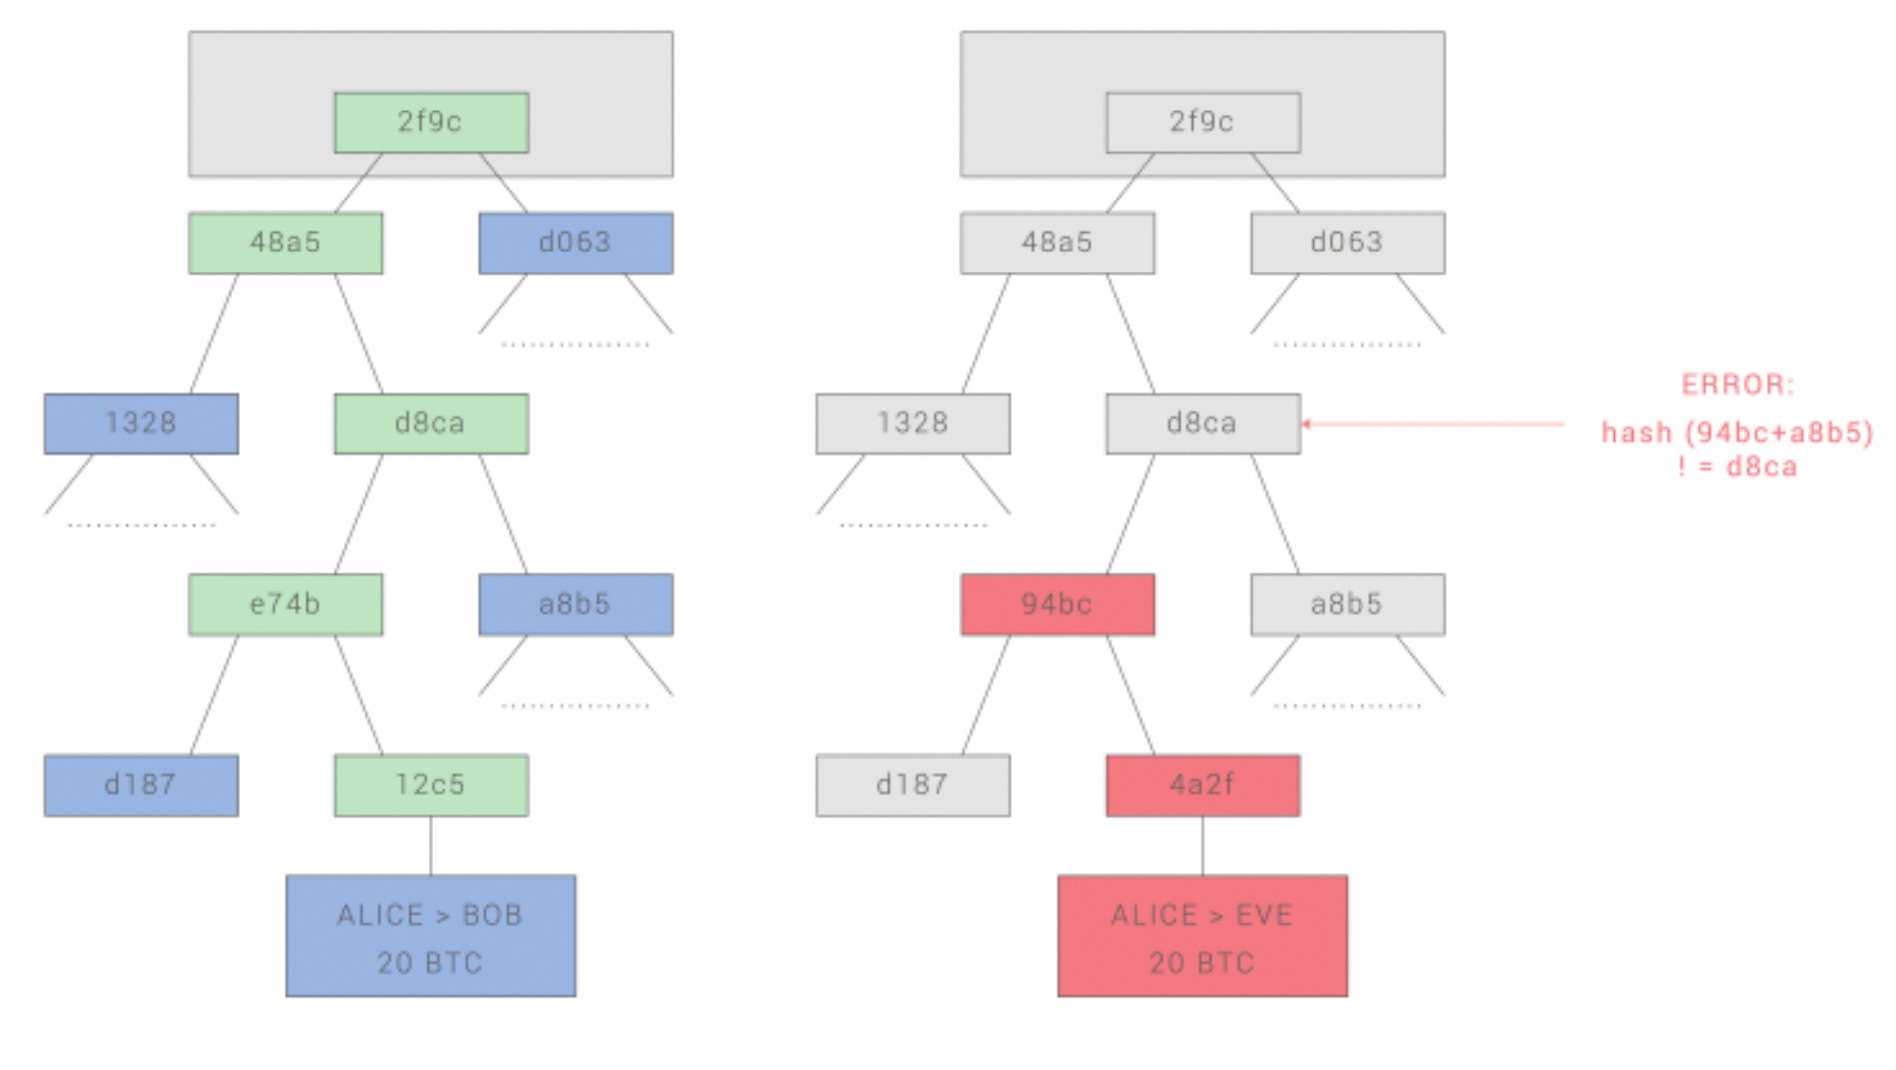 2f9c
2f9c
48a5
d063
48a5
d063
ERROR:
1328
d8ca
1328
d8ca
hash (94bc+a8b5)
! = d8ca
e74b
a8b5
94bc
a8b5
d187
12c5
d187
4a2f
ALICE > BOB
20 BTC
ALICE > EVE
20 BTC